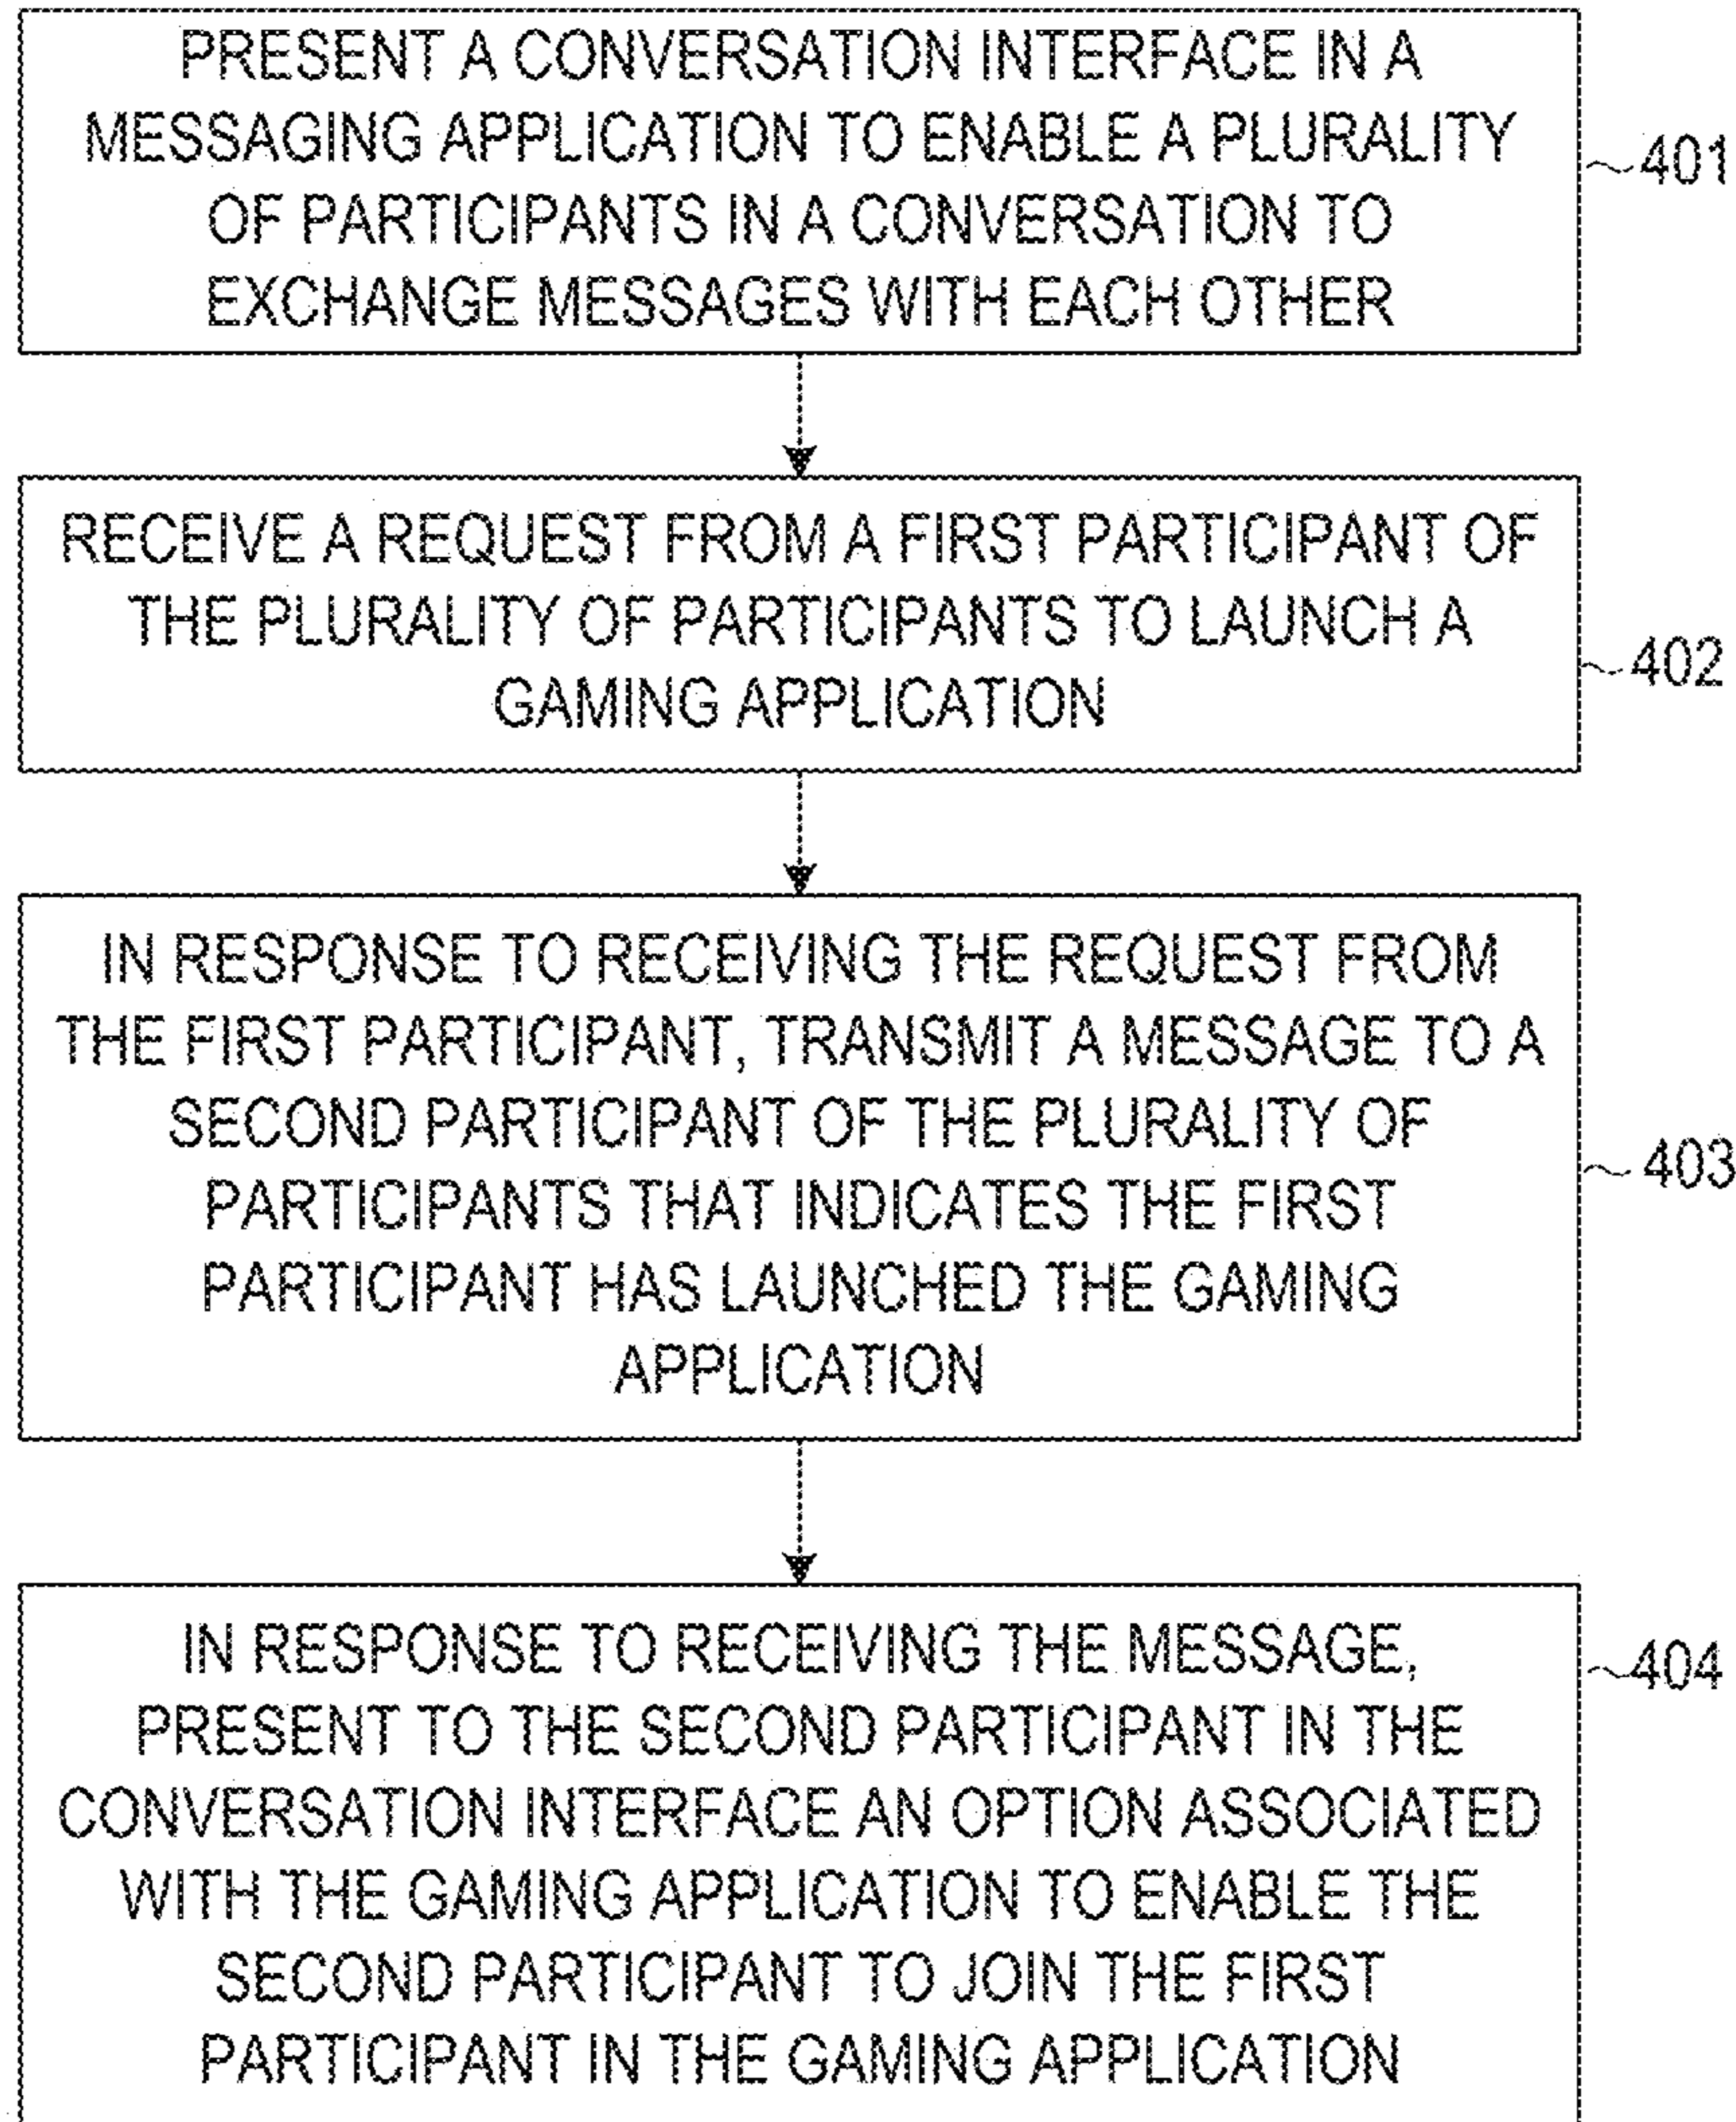 PRESENT A CONVERSATION INTERFACE IN A
MESSAGING APPLICATION TO ENABLE A PLURALITY
OF PARTICIPANTS IN A CONVERSATION TO
EXCHANGE MESSAGES WITH EACH OTHER
401
RECEIVE A REQUEST FROM A FIRST PARTICIPANT OF
THE PLURALITY OF PARTICIPANTS TO LAUNCH A
GAMING APPLICATION
402
IN RESPONSE TO RECEIVING THE REQUEST FROM
THE FIRST PARTICIPANT, TRANSMIT A MESSAGE TO A
SECOND PARTICIPANT OF THE PLURALITY OF
PARTICIPANTS THAT INDICATES THE FIRST
PARTICIPANT HAS LAUNCHED THE GAMING
APPLICATION
403
IN RESPONSE TO RECEIVING THE MESSAGE,
PRESENT TO THE SECOND PARTICIPANT IN THE
CONVERSATION INTERFACE AN OPTION ASSOCIATED
WITH THE GAMING APPLICATION TO ENABLE THE
SECOND PARTICIPANT TO JOIN THE FIRST
PARTICIPANT IN THE GAMING APPLICATION
404